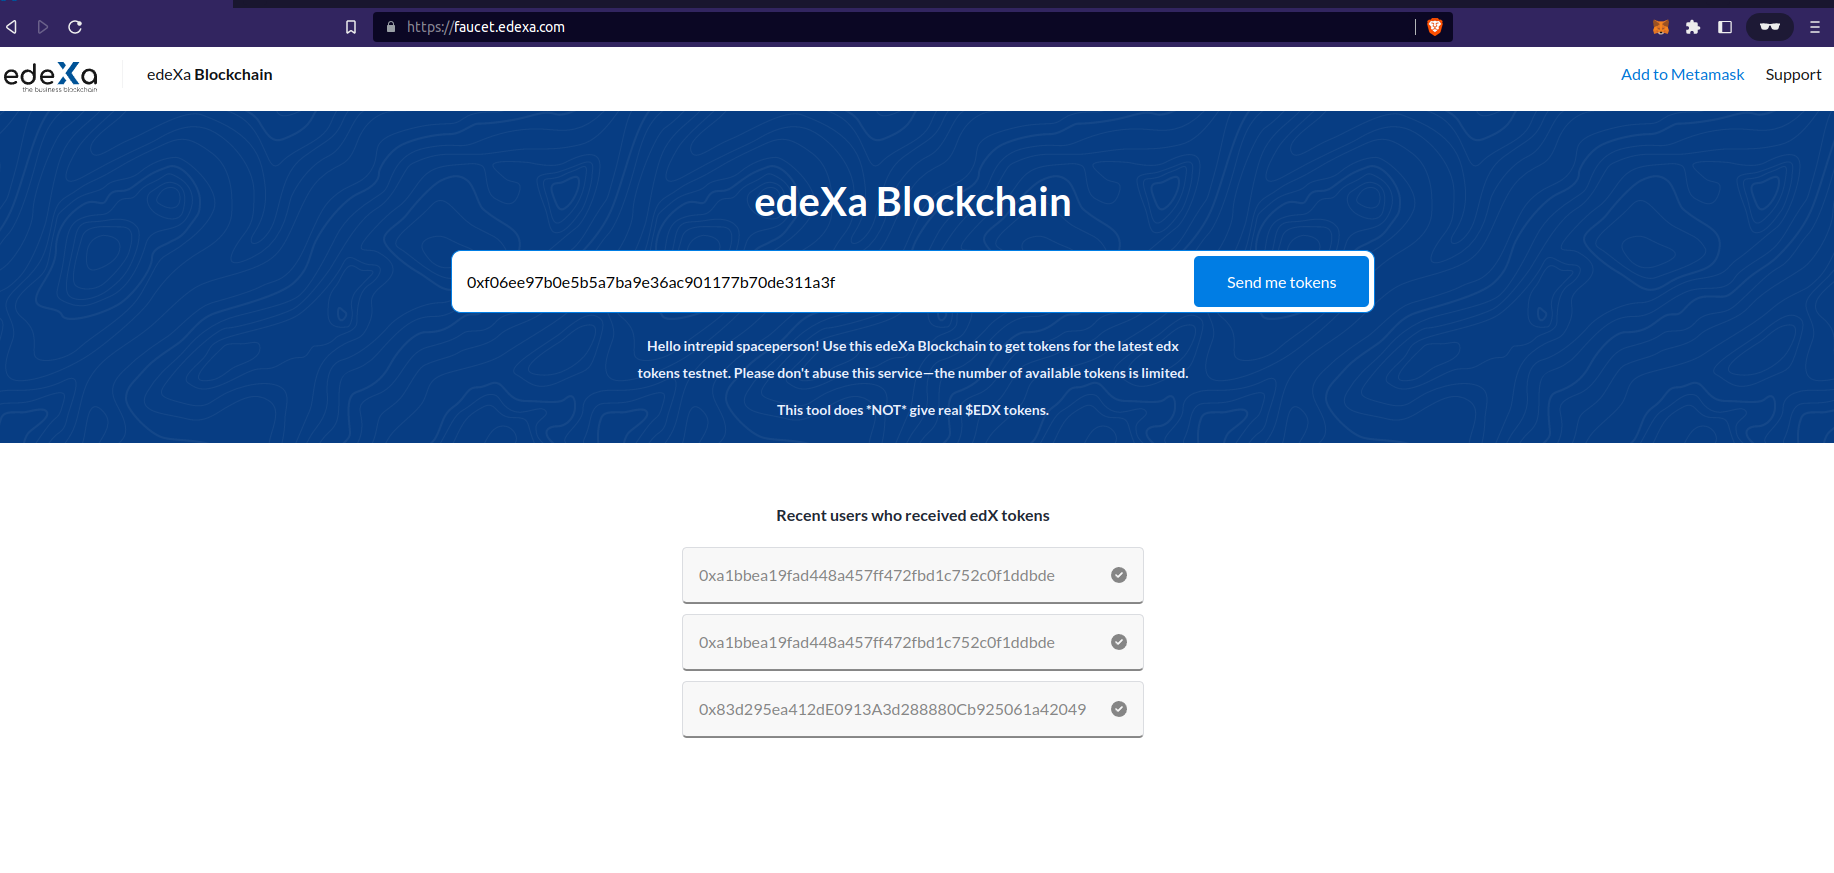 https://faucet.edexa.com
edeXa
the business blockchain
edeXa Blockchain
Add to Metamask
Support
edeXa Blockchain
0xf06ee97b0e5b5a7ba9e36ac901177b70de311a3f
Send me tokens
Hello intrepid spaceperson! Use this edeXa Blockchain to get tokens for the latest edx
tokens testnet. Please don't abuse this service—the number of available tokens is limited.
This tool does *NOT* give real $EDX tokens.
Recent users who received edX tokens
0xa1bbea19fad448a457ff472fbd1c752c0f1ddbde
0xa1bbea19fad448a457ff472fbd1c752c0f1ddbde
0x83d295ea412dE0913A3d288880Cb925061a42049